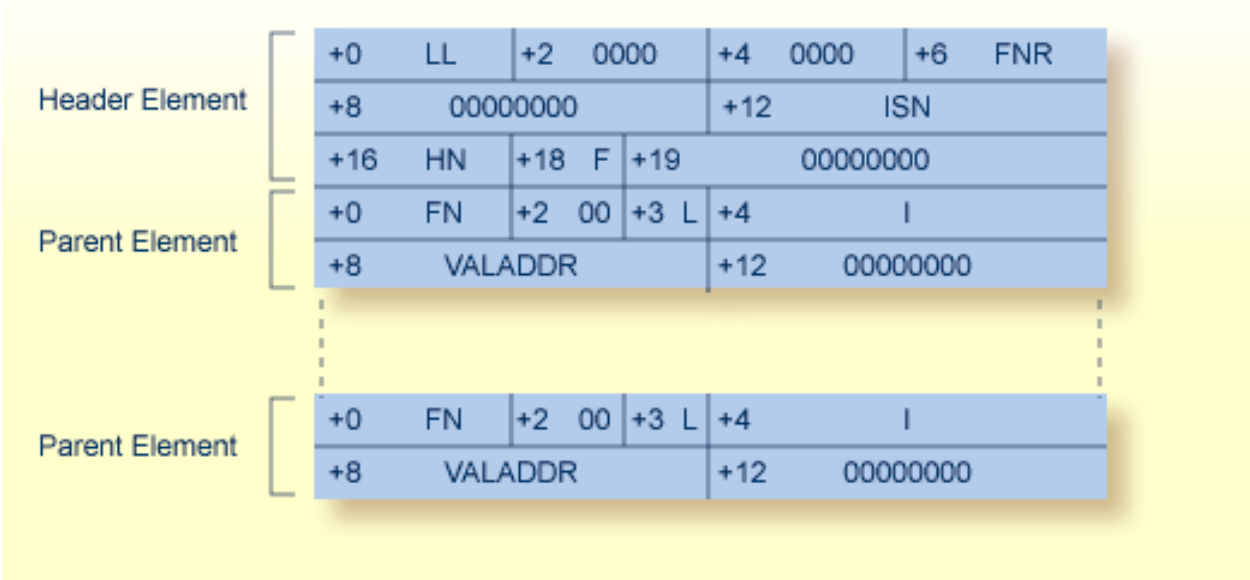 +0 LL +2 0000 +4 0000 +6 FNR
Header Element +8 00000000 +12 ISN
+16 HN +18 F +19 00000000
+0 FN +2 00 +3 L +4 I
Parent Element
+8 VALADDR +12 00000000
+0 FN +2 00 +3 L +4 I
Parent Element
+8 VALADDR +12 00000000